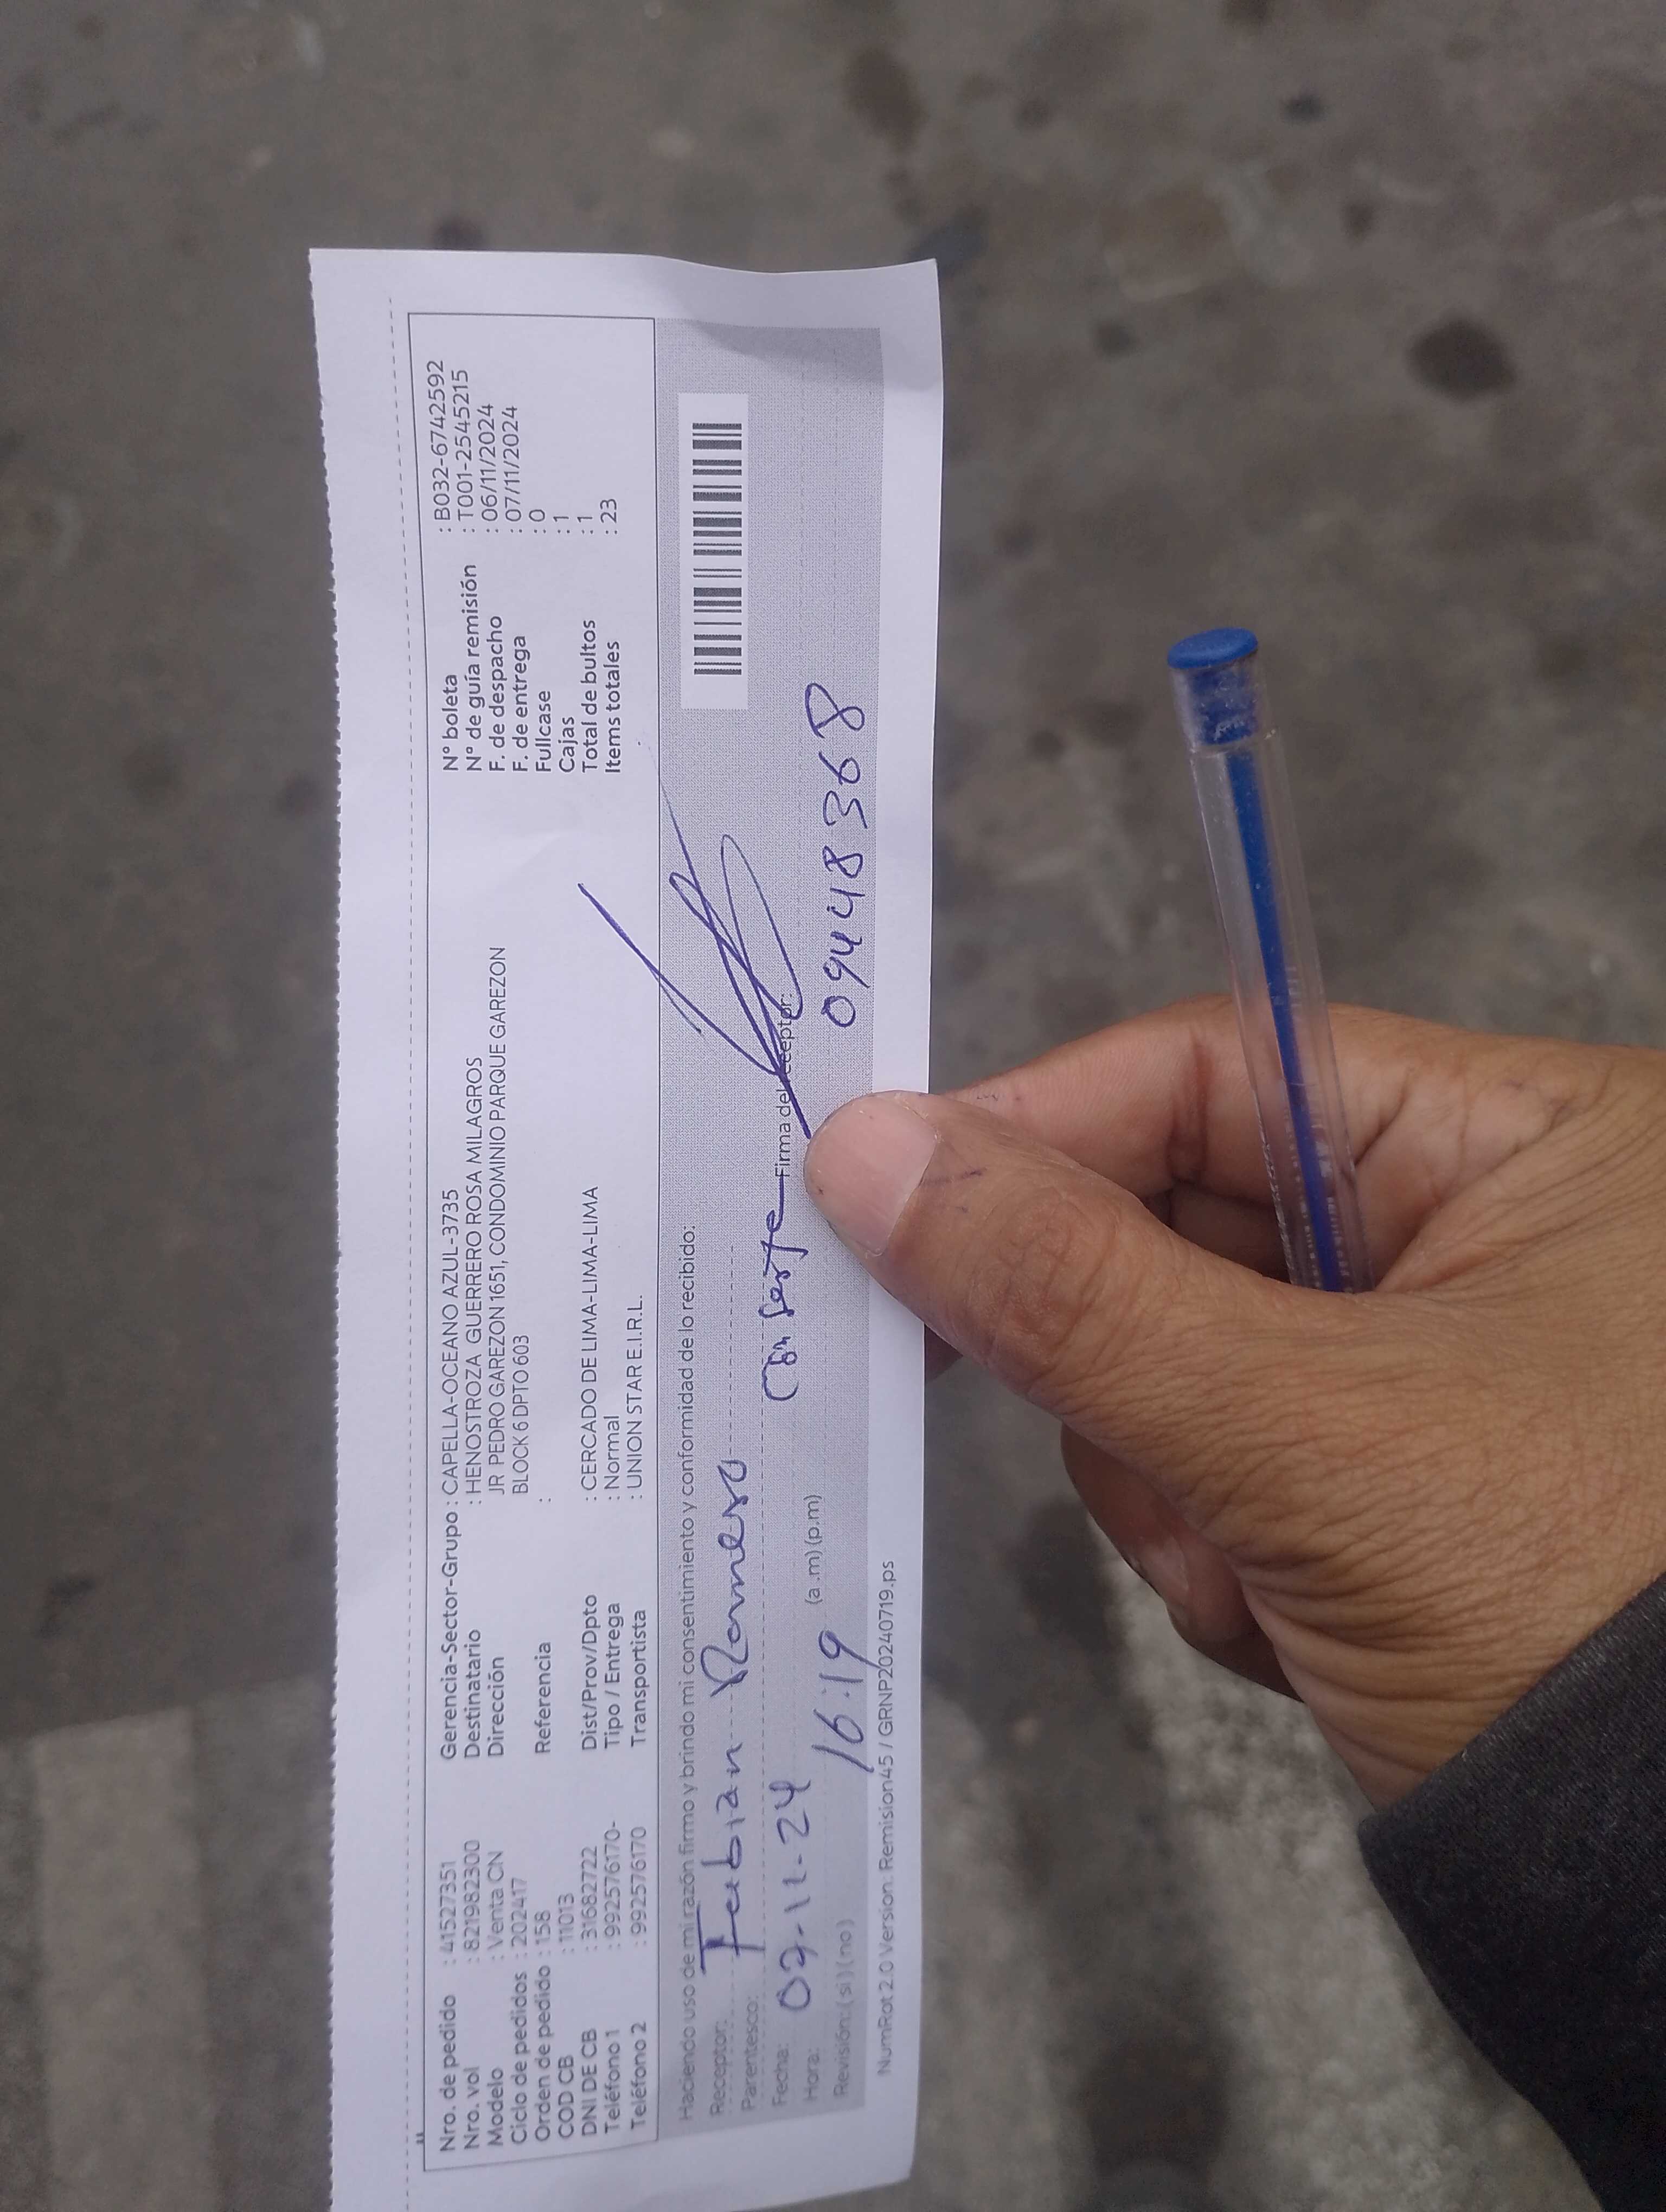 Nro. de pedido : 41527351
Nro. vol : 8219823​00
Modelo : Venta CN
Ciclo de pedidos : 202417
Orden de pedido : 158
COD CB : 11013
DNI DE CB : 31682722
Teléfono 1 : 992576170-
Teléfono 2 : 992576170
Gerencia-Sector-Grupo : CAPELLA-OCEANO AZUL-3735
Destinatario : HENOSTROZA GUERRERO ROSA MILAGROS
Dirección JR PEDRO GAREZON 1651, CONDOMINIO PARQUE GAREZON
BLOCK 6 DPTO 603
Referencia :
Dist/Prov/Dpto : CERCADO DE LIMA-LIMA-LIMA
Tipo / Entrega : Normal
Transportista : UNION STAR E.I.R.L.
N° boleta : B032-6742592
N° de guía remisión : T001-2545215
F. de despacho : 06/11/2024
F. de entrega : 07/11/2024
Fullcase : 0
Cajas : 1
Total de bultos : 1
Items totales : 23
Haciendo uso de mi razón firmo y brindo mi consentimiento y conformidad de lo recibido:
Receptor: Fabian Romero
Parentesco: Conserje
Firma del receptor:
Fecha: 07-11-24
09448368
Hora: 16:19 (a.m) (p.m)
Revisión: (si) (no)
NumRot 2.0 Version: Remision45 / GRNP20240719.ps